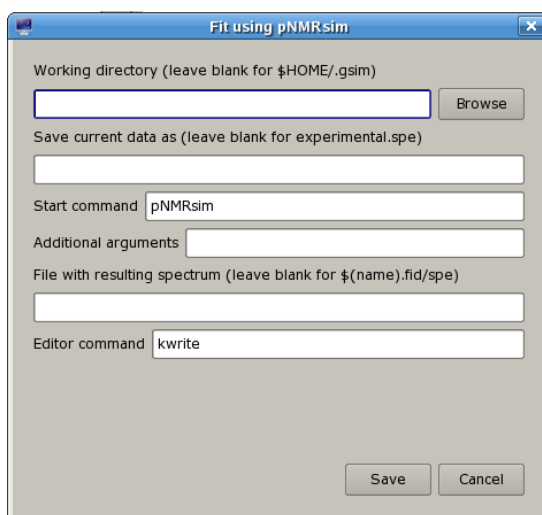 Fit using pNMRsim
Working directory (leave blank for $HOME/.gsim)
Browse
Save current data as (leave blank for experimental.spe)
Start command pNMRsim
Additional arguments
File with resulting spectrum (leave blank for $(name).fid/spe)
Editor command kwrite
Save Cancel